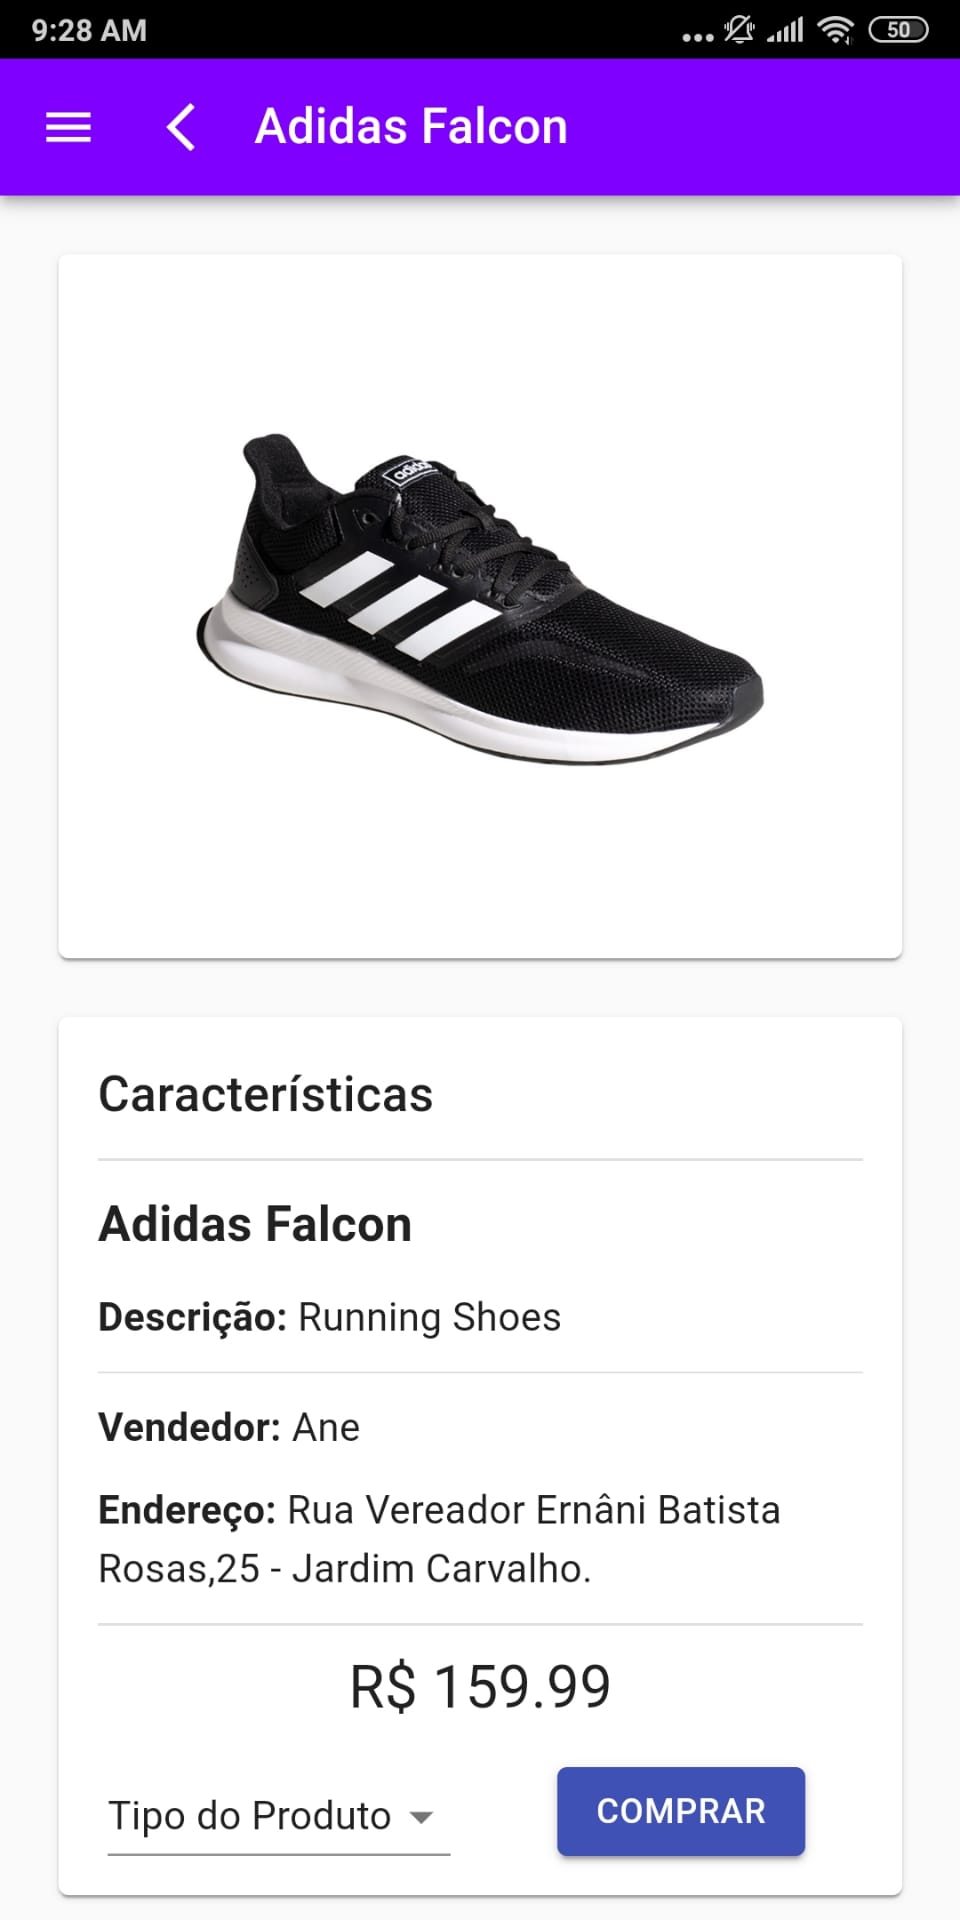 9:28 AM
50
Adidas Falcon
adidas
Características
Adidas Falcon
Descrição: Running Shoes
Vendedor: Ane
Endereço: Rua Vereador Ernâni Batista
Rosas,25 - Jardim Carvalho.
R$ 159.99
Tipo do Produto
COMPRAR